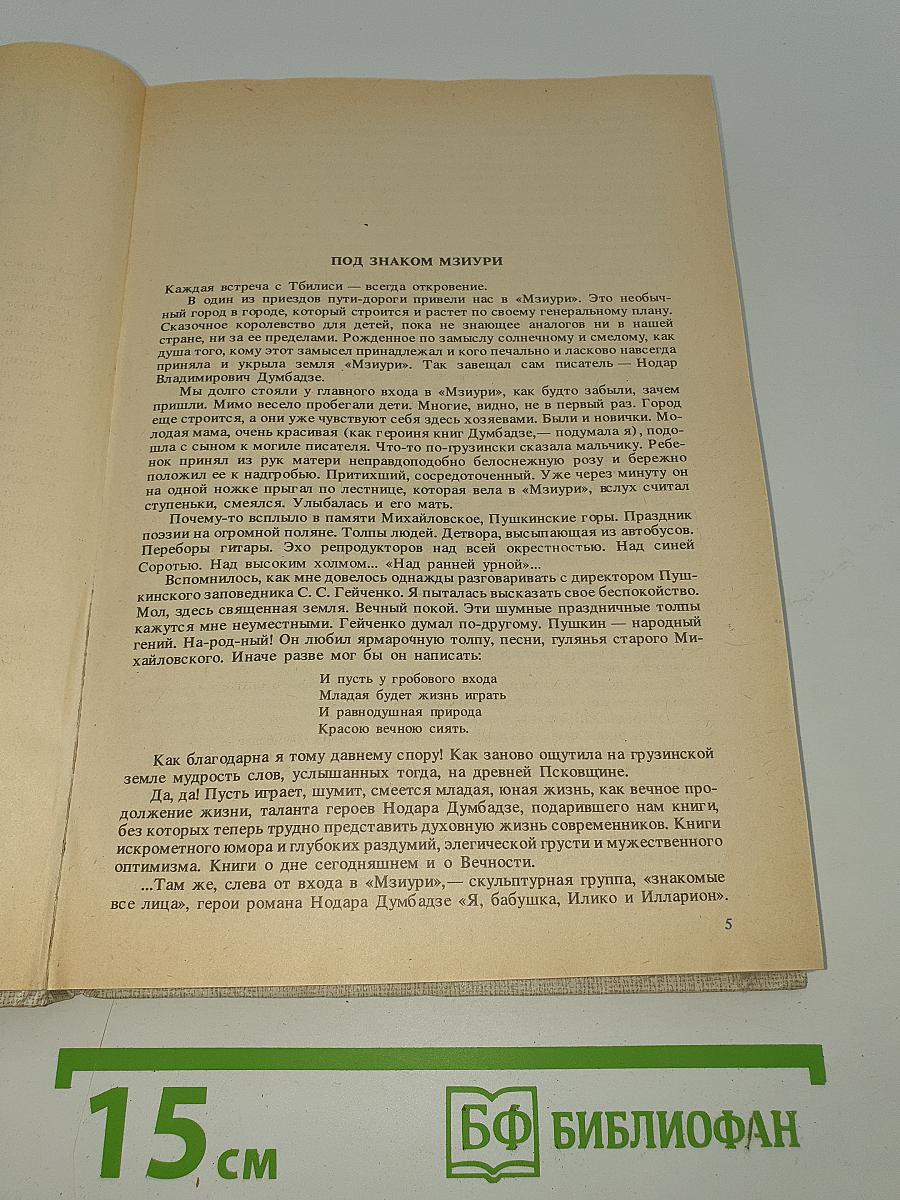 ПОД ЗНАКОМ МЗИУРИ
Каждая встреча с Тбилиси — всегда откровение.
В один из приездов пути-дороги привели нас в «Мзиури». Это необыч-
ный город в городе, который строится и растет по своему генеральному плану.
Сказочное королевство для детей, пока не знающее аналогов ни в нашей
стране, ни за ее пределами. Рожденное по замыслу солнечному и смелому, как
душа того, кому этот замысел принадлежал и кого печально и ласково навсегда
приняла и укрыла земля «Мзиури». Так завещал сам писатель — Нодар
Владимирович Думбадзе.
Мы долго стояли у главного входа в «Мзиури», как будто забыли, зачем
пришли. Мимо весело пробегали дети. Многие, видно, не в первый раз. Город
еще строится, а они уже чувствуют себя здесь хозяевами. Были и новички. Мо-
лодая мама, очень красивая (как героиня книг Думбадзе,— подумала я), подо-
шла с сыном к могиле писателя. Что-то по-грузински сказала мальчику. Ребе-
нок принял из рук матери неправдоподобно белоснежную розу и бережно
положил ее к надгробью. Притихший, сосредоточенный. Уже через минуту он
на одной ножке прыгал по лестнице, которая вела в «Мзиури», вслух считал
ступеньки, смеялся. Улыбалась и его мать.
Почему-то всплыло в памяти Михайловское, Пушкинские горы. Праздник
поэзии на огромной поляне. Толпы людей. Детвора, высыпающая из автобусов.
Переборы гитары. Эхо репродукторов над всей окрестностью. Над синей
Соротью. Над высоким холмом... «Над ранней урной»...
Вспомнилось, как мне довелось однажды разговаривать с директором Пуш-
кинского заповедника С. С. Гейченко. Я пыталась высказать свое беспокойство.
Мол, здесь священная земля. Вечный покой. Эти шумные праздничные толпы
кажутся мне неуместными. Гейченко думал по-другому. Пушкин — народный
гений. На-род-ный! Он любил ярмарочную толпу, песни, гулянья старого Ми-
хайловского. Иначе разве мог бы он написать:
И пусть у гробового входа
Младая будет жизнь играть
И равнодушная природа
Красою вечною сиять.
Как благодарна я тому давнему спору! Как заново ощутила на грузинской
земле мудрость слов, услышанных тогда, на древней Псковщине.
Да, да! Пусть играет, шумит, смеется младая, юная жизнь, как вечное про-
должение жизни, таланта героев Нодара Думбадзе, подарившего нам книги,
без которых теперь трудно представить духовную жизнь современников. Книги
искрометного юмора и глубоких раздумий, элегической грусти и мужественного
оптимизма. Книги о дне сегодняшнем и о Вечности.
...Там же, слева от входа в «Мзиури»,— скульптурная группа, «знакомые
все лица», герои романа Нодара Думбадзе «Я, бабушка, Илико и Илларион».
5
15 см
БФ БИБЛИОФАН